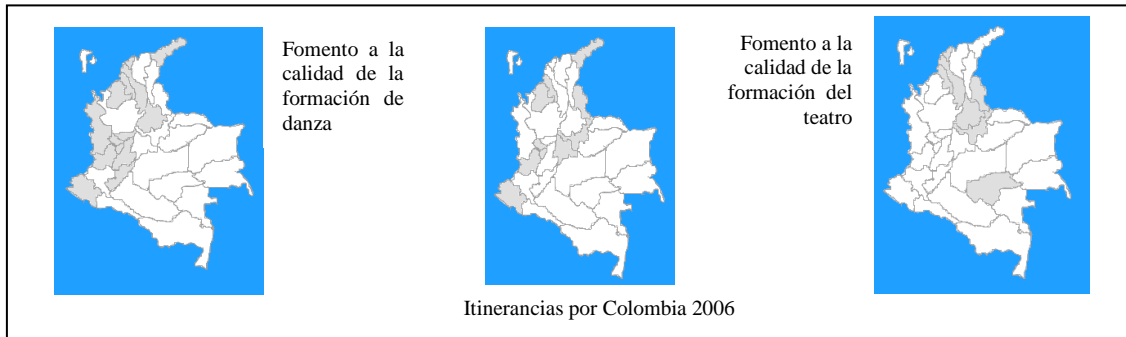 Fomento a la
calidad de la
formación de
danza
Fomento a la
calidad de la
formación del
teatro
Itinerancias por Colombia 2006